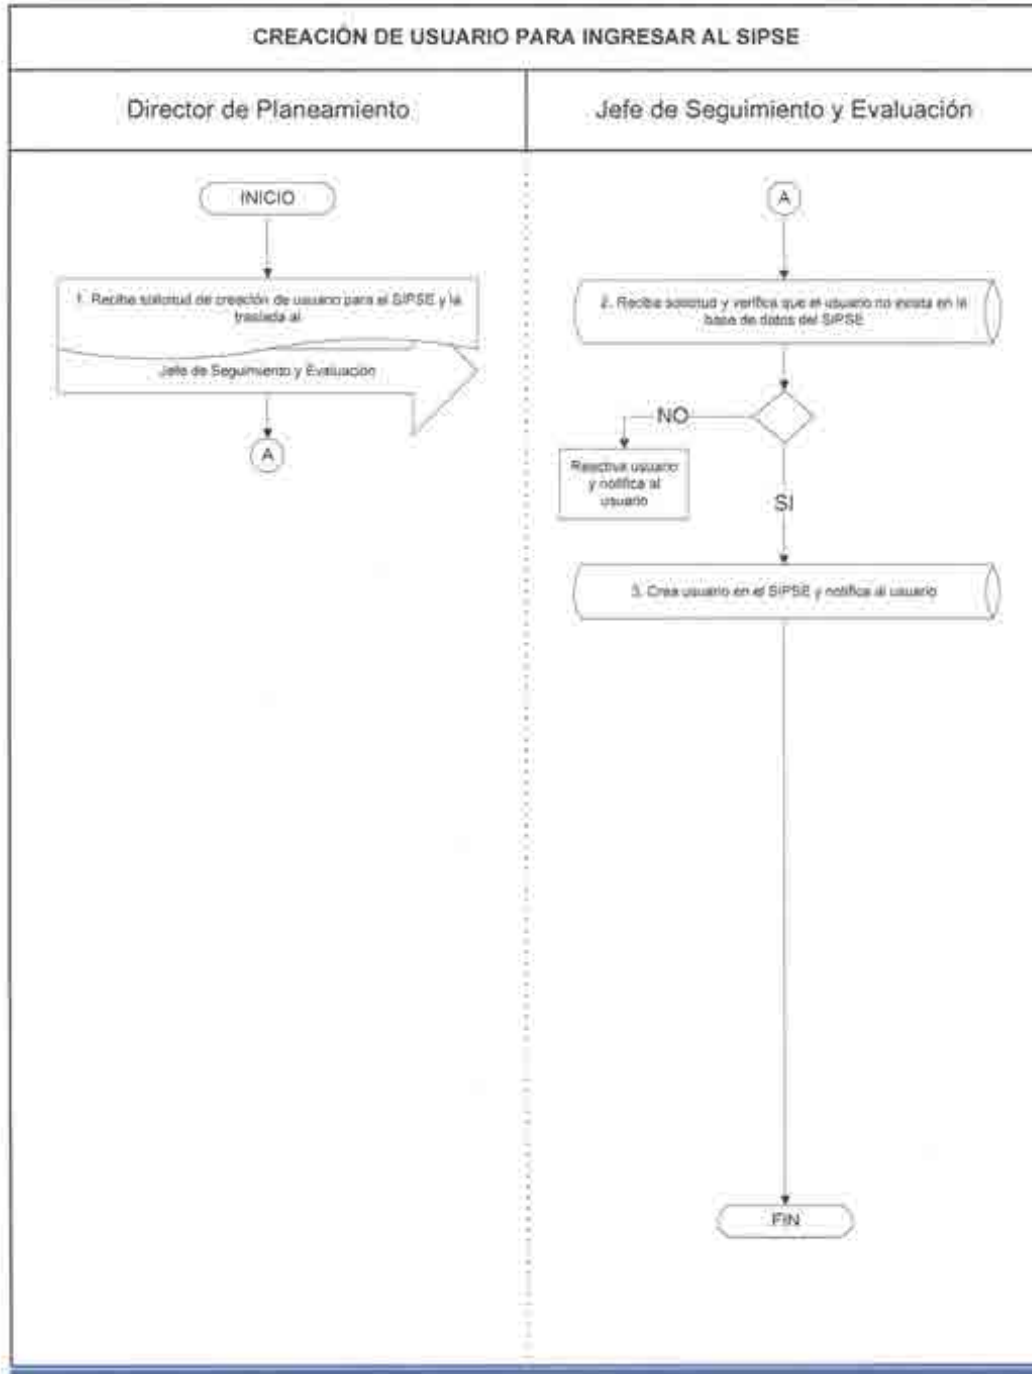 CREACIÓN DE USUARIO PARA INGRESAR AL SIPSE
Director de Planeamiento
Jefe de Seguimiento y Evaluación
INICIO
1. Recibe solicitud de creación de usuario para el SIPSE y la
traslada al
Jefe de Seguimiento y Evaluación
A
A
2. Recibe solicitud y verifica que el usuario no exista en la
base de datos del SIPSE
NO
Reactiva usuario
y notifica al
usuario
SI
3. Crea usuario en el SIPSE y notifica al usuario
FIN